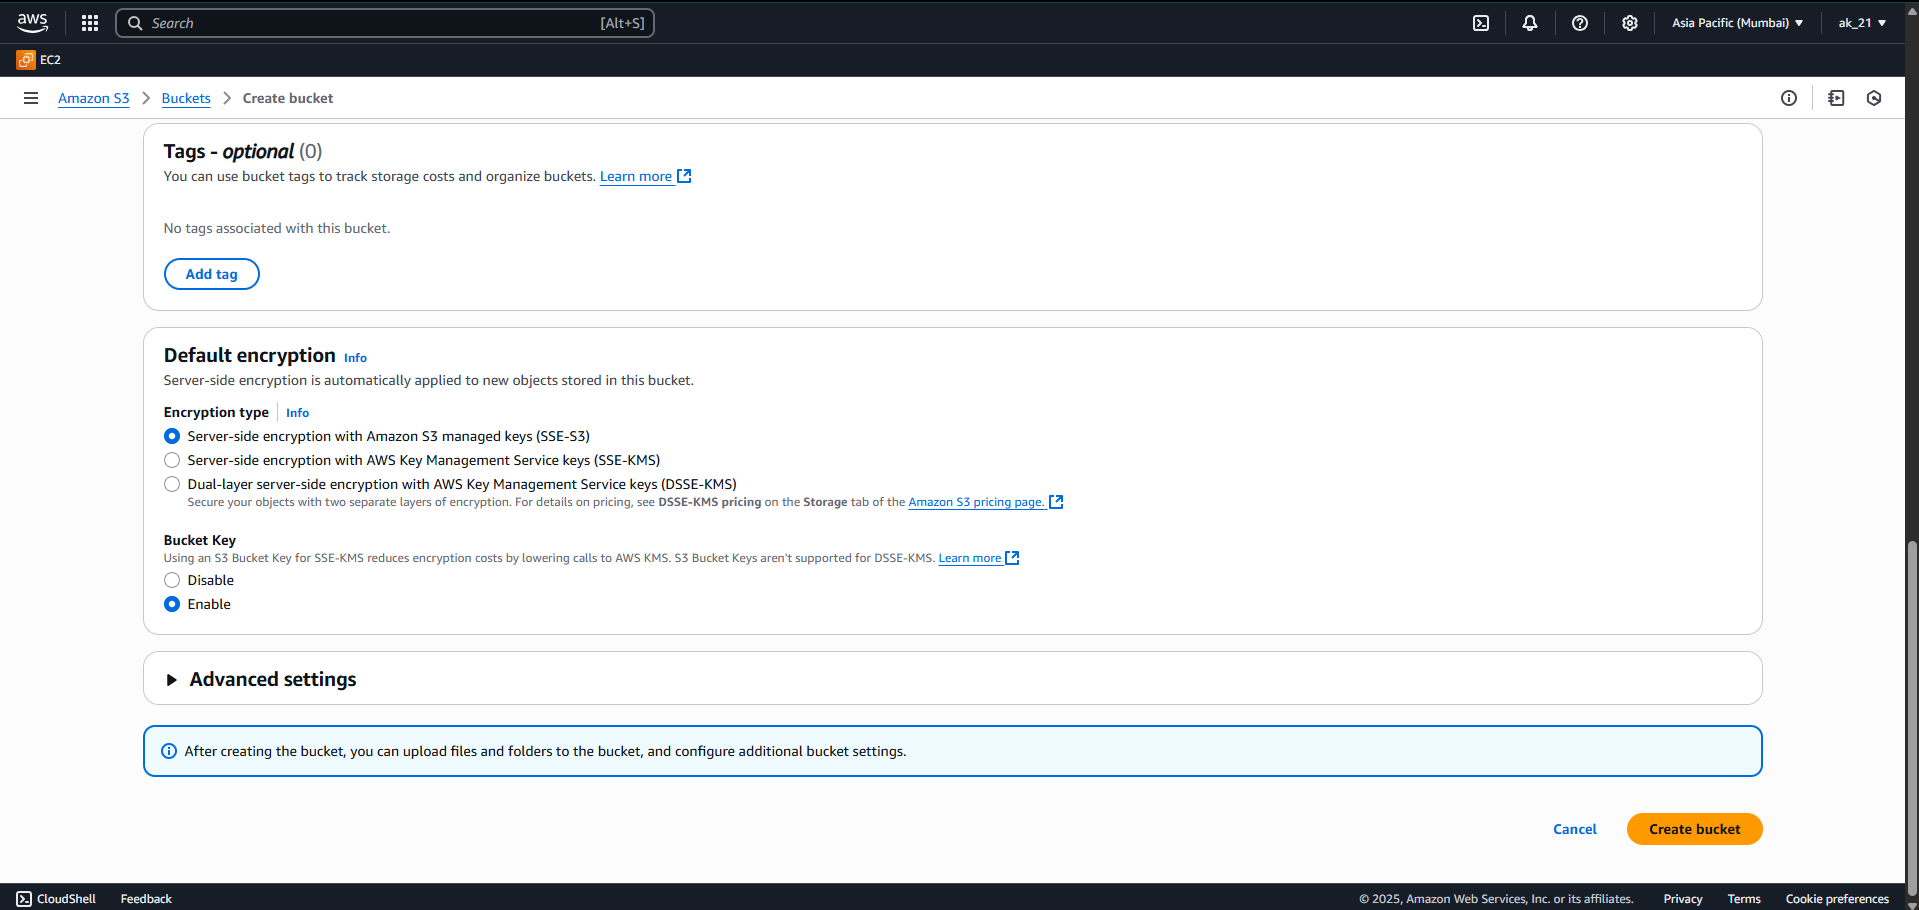 aws
Search [Alt+S]
Asia Pacific (Mumbai)
ak_21
EC2
Amazon S3 Buckets Create bucket
Tags - optional (0)
You can use bucket tags to track storage costs and organize buckets. Learn more
No tags associated with this bucket.
Add tag
Default encryption Info
Server-side encryption is automatically applied to new objects stored in this bucket.
Encryption type Info
Server-side encryption with Amazon S3 managed keys (SSE-S3)
Server-side encryption with AWS Key Management Service keys (SSE-KMS)
Dual-layer server-side encryption with AWS Key Management Service keys (DSSE-KMS)
Secure your objects with two separate layers of encryption. For details on pricing, see DSSE-KMS pricing on the Storage tab of the Amazon S3 pricing page.
Bucket Key
Using an S3 Bucket Key for SSE-KMS reduces encryption costs by lowering calls to AWS KMS. S3 Bucket Keys aren't supported for DSSE-KMS. Learn more
Disable
Enable
Advanced settings
After creating the bucket, you can upload files and folders to the bucket, and configure additional bucket settings.
Cancel
Create bucket
CloudShell Feedback
© 2025, Amazon Web Services, Inc. or its affiliates. Privacy Terms Cookie preferences